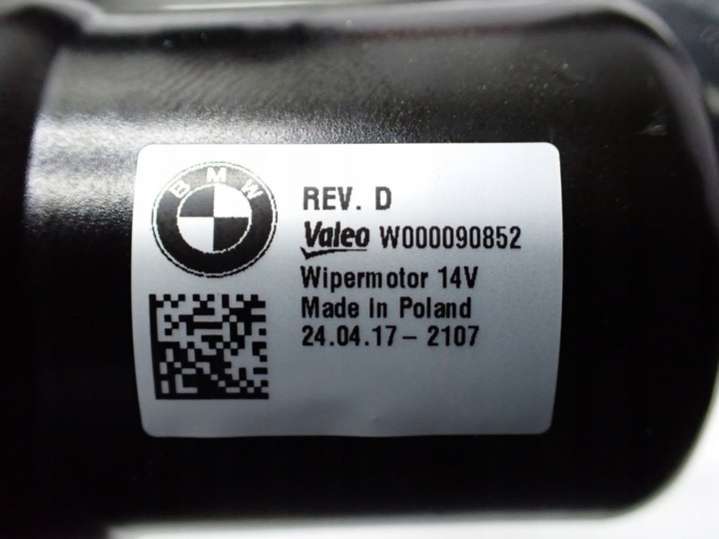 BMW
REV. D
Valeo W000090852
Wipermotor 14V
Made In Poland
24.04.17- 2107